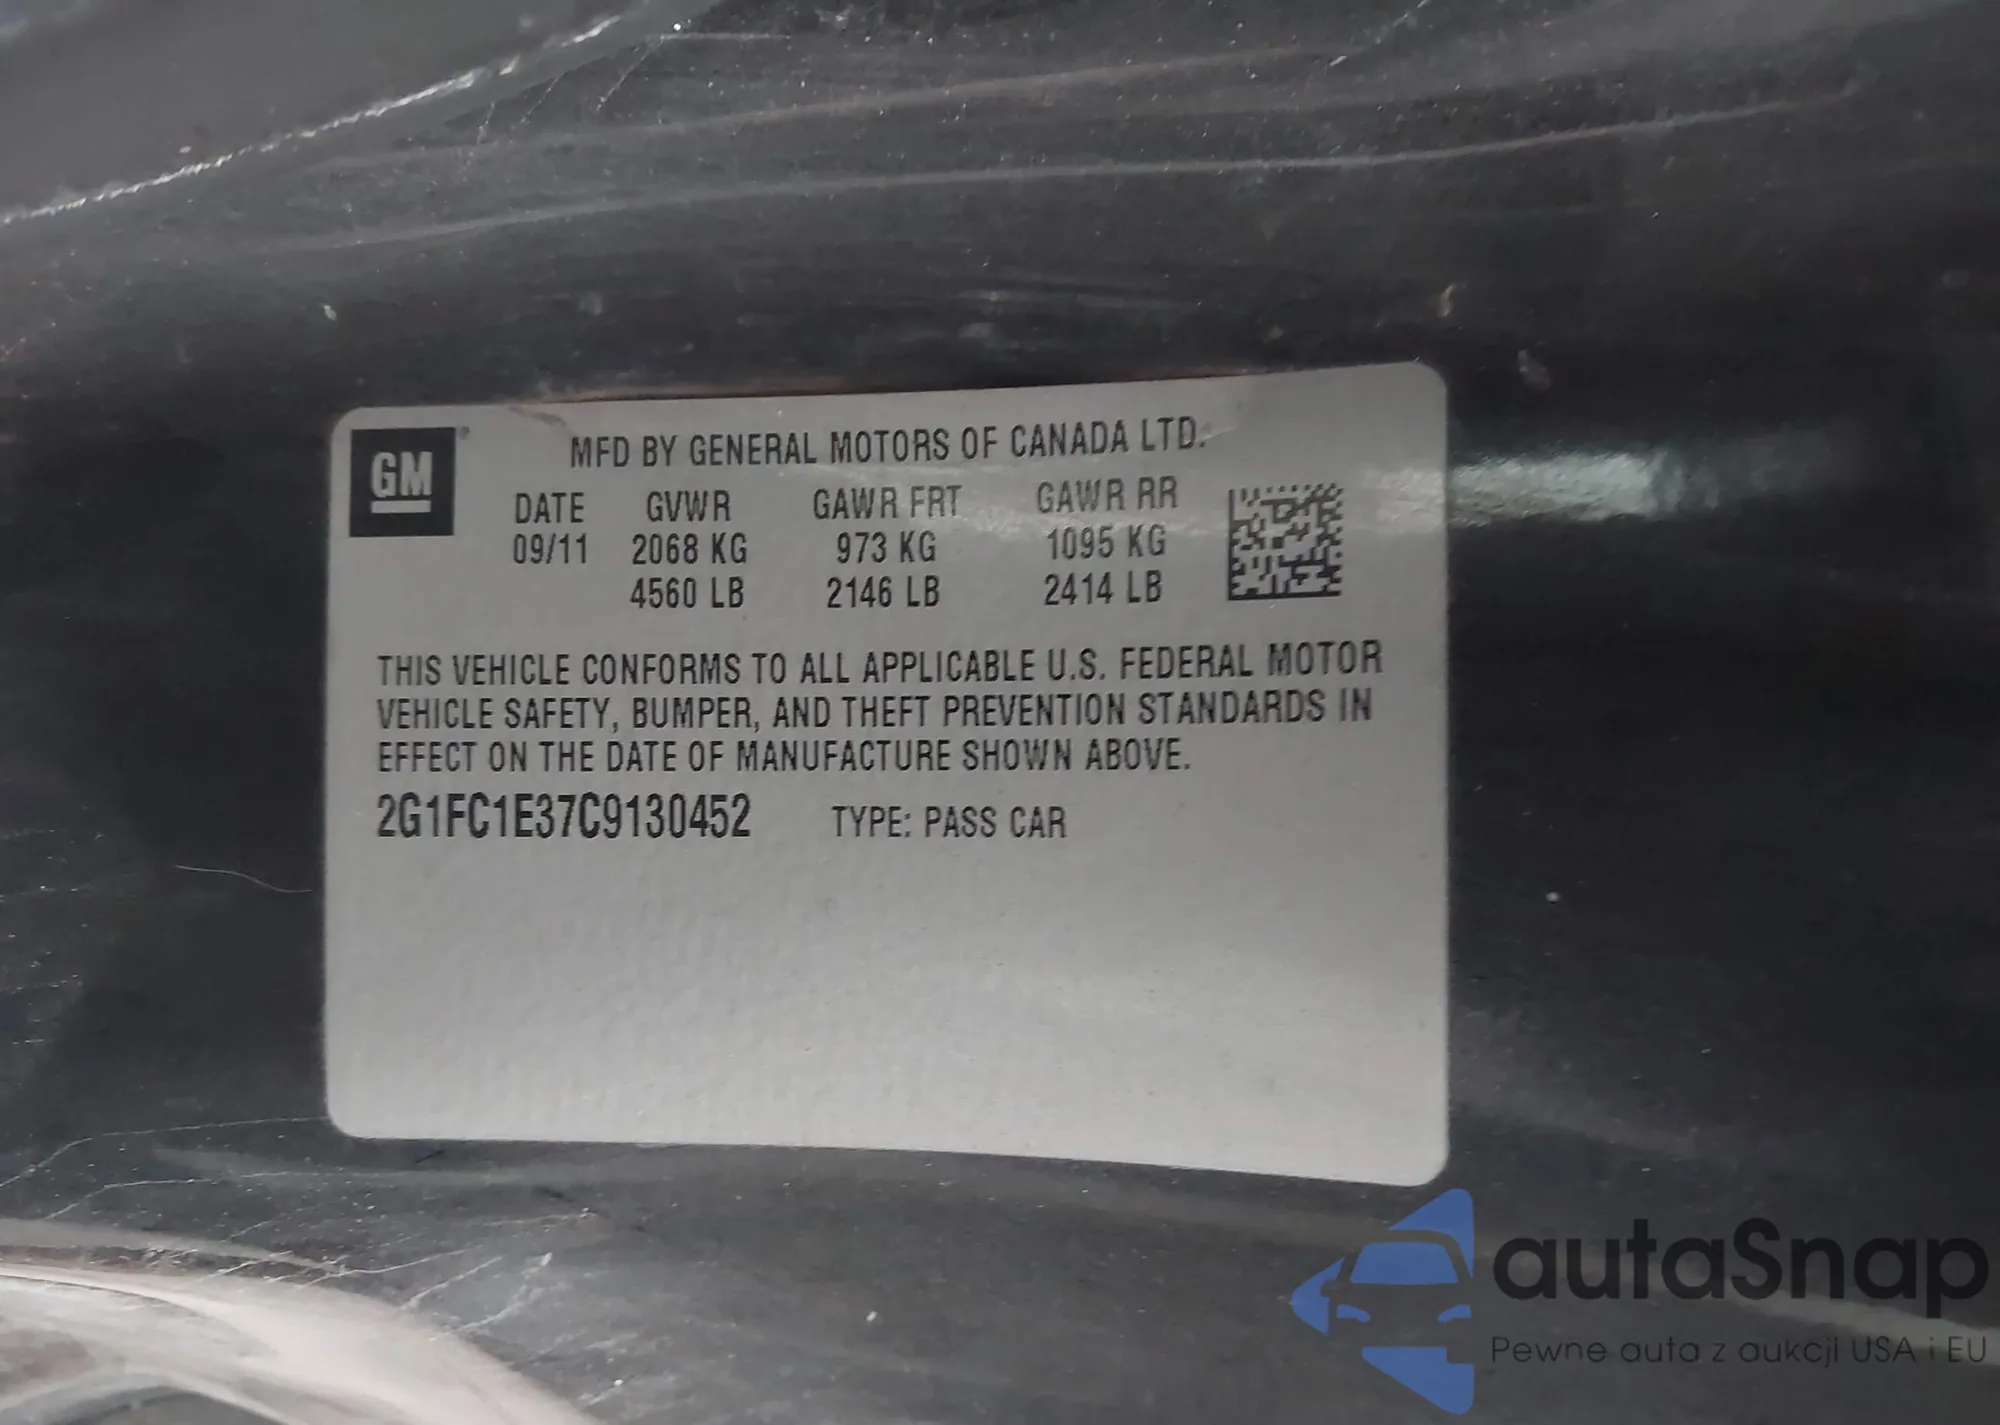 GM
MFD BY GENERAL MOTORS OF CANADA LTD.
DATE GVWR GAWR FRT GAWR RR
09/11 2068 KG 973 KG 1095 KG
4560 LB 2146 LB 2414 LB
THIS VEHICLE CONFORMS TO ALL APPLICABLE U.S. FEDERAL MOTOR
VEHICLE SAFETY, BUMPER, AND THEFT PREVENTION STANDARDS IN
EFFECT ON THE DATE OF MANUFACTURE SHOWN ABOVE.
2G1FC1E37C9130452 TYPE: PASS CAR
autaSnap
Pewne auta z aukcji USA i EU